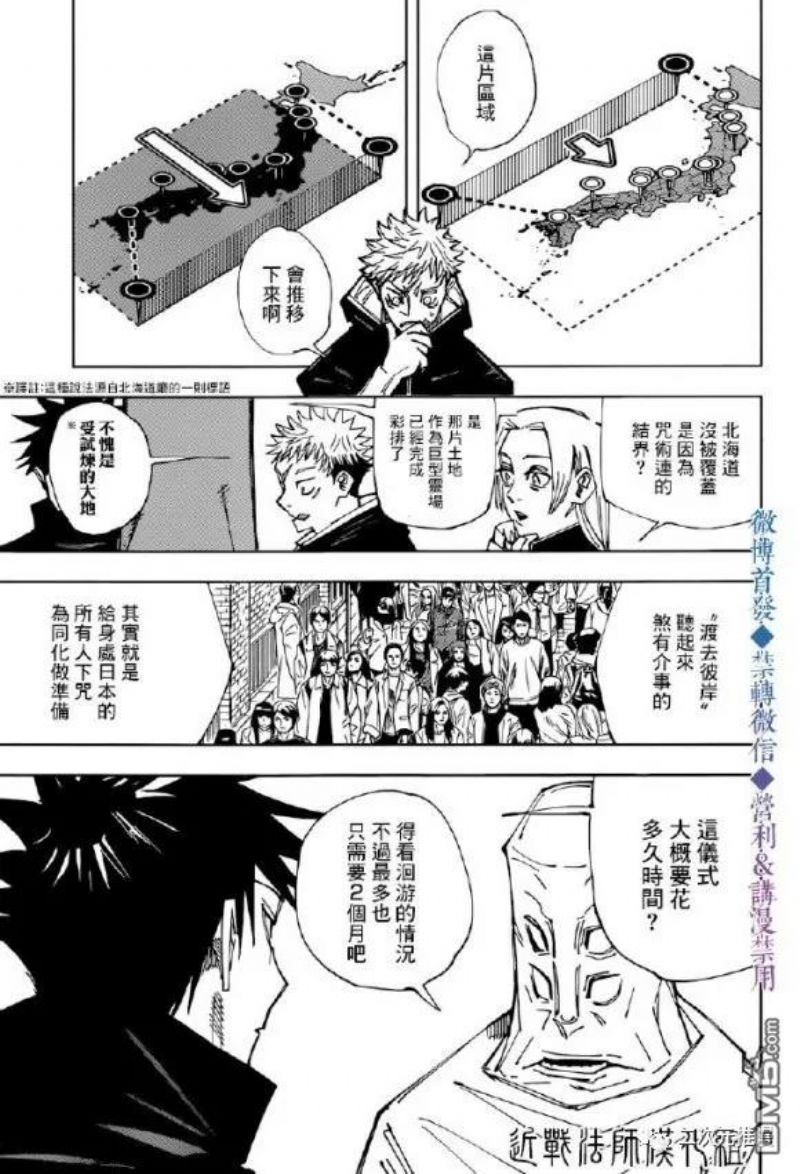 這片區域
會推移
下來啊
※譯註:這種說法源自北海道廳的一則標語
北海道
沒被覆蓋
是因為
咒術連的
結界?
是
那片土地
作為巨型靈場
已經完成
彩排了
不愧是
受試煉的大地
※
“渡去彼岸”
聽起來
煞有介事的
其實就是
給身處日本的
所有人下咒
為同化做準備
這儀式
大概要花
多久時間?
得看洄游的情況
不過最多也
只需要2個月吧
微博首發◆禁轉微信◆營利&講漫禁用
近戰法師漢化組